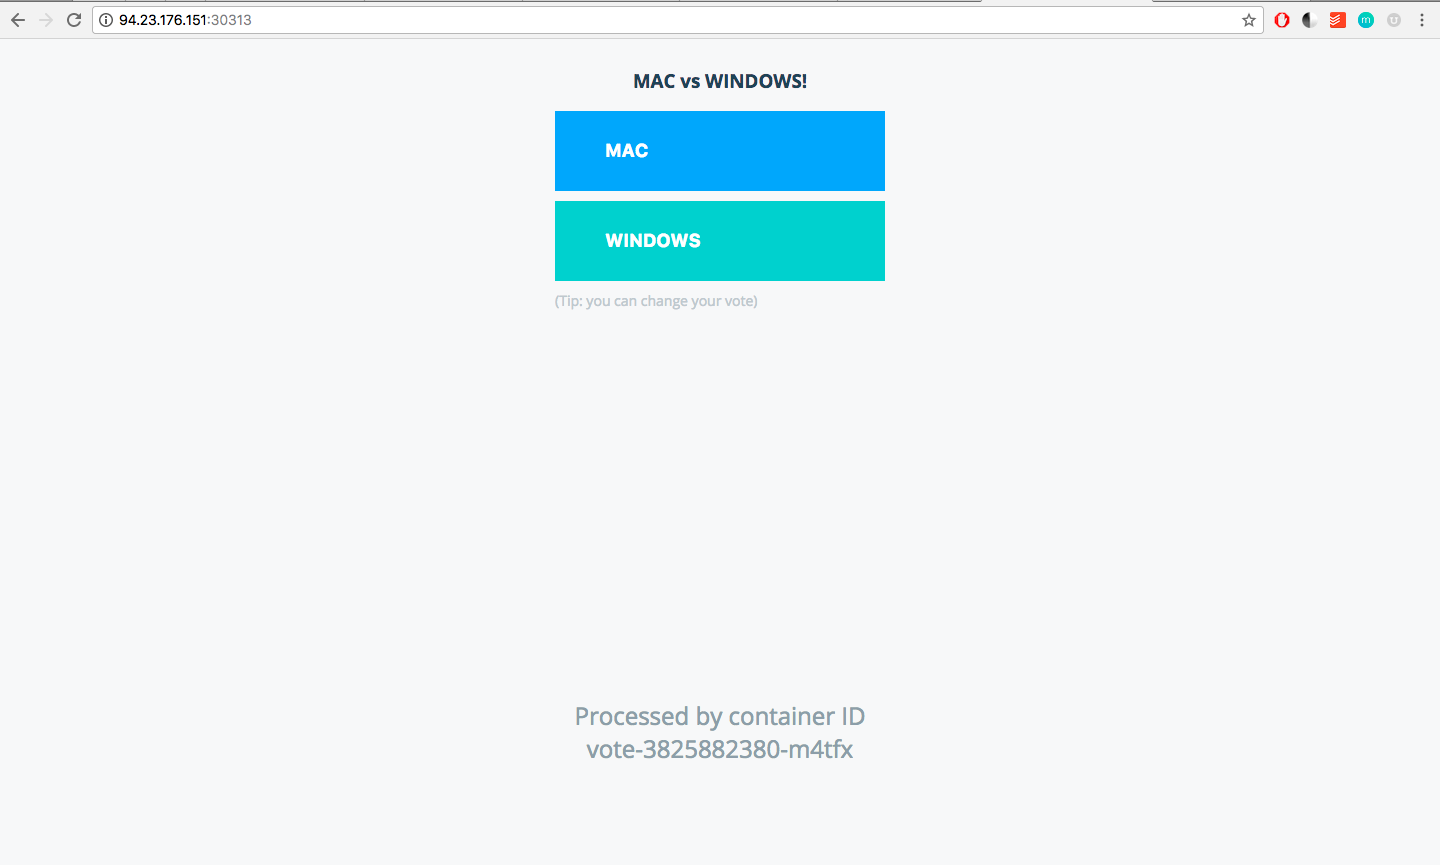 94.23.176.151:30313
MAC vs WINDOWS!
MAC
WINDOWS
(Tip: you can change your vote)
Processed by container ID
vote-3825882380-m4tfx